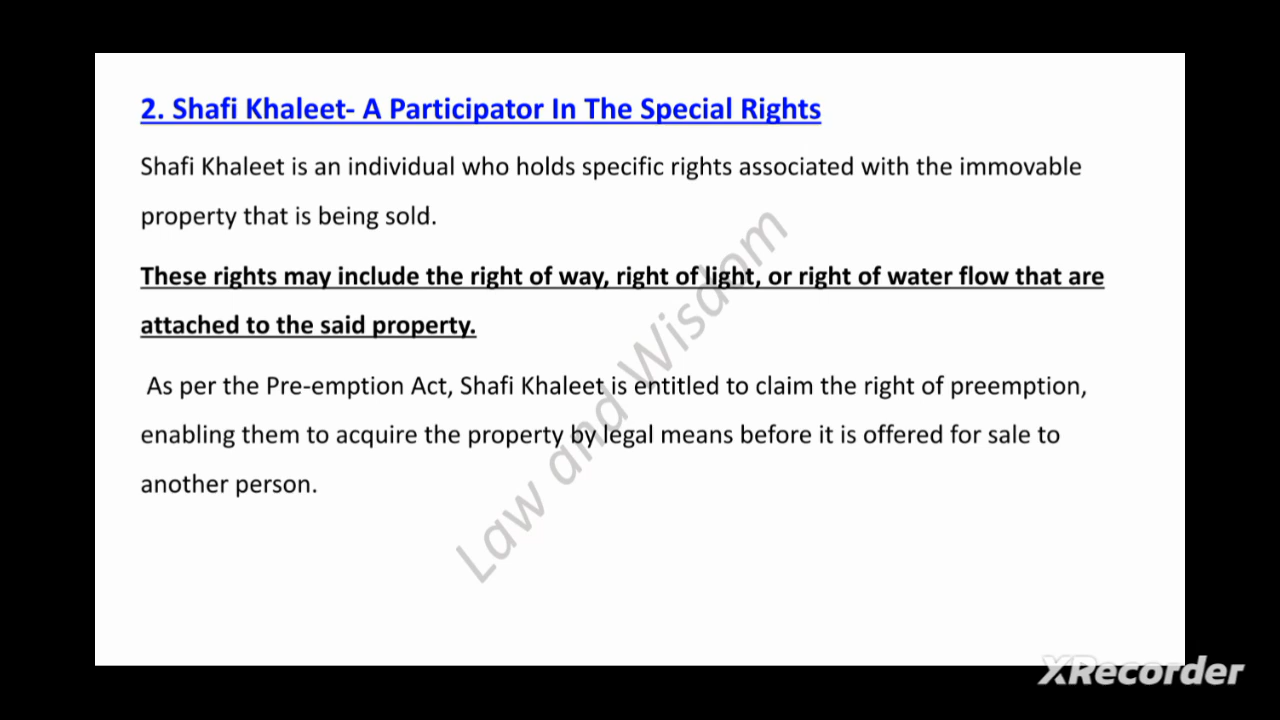 2. Shafi Khaleet- A Participator In The Special Rights
Shafi Khaleet is an individual who holds specific rights associated with the immovable
property that is being sold.
These rights may include the right of way, right of light, or right of water flow that are
attached to the said property.
As per the Pre-emption Act, Shafi Khaleet is entitled to claim the right of preemption,
enabling them to acquire the property by legal means before it is offered for sale to
another person.
Law and Wisdom
XRecorder